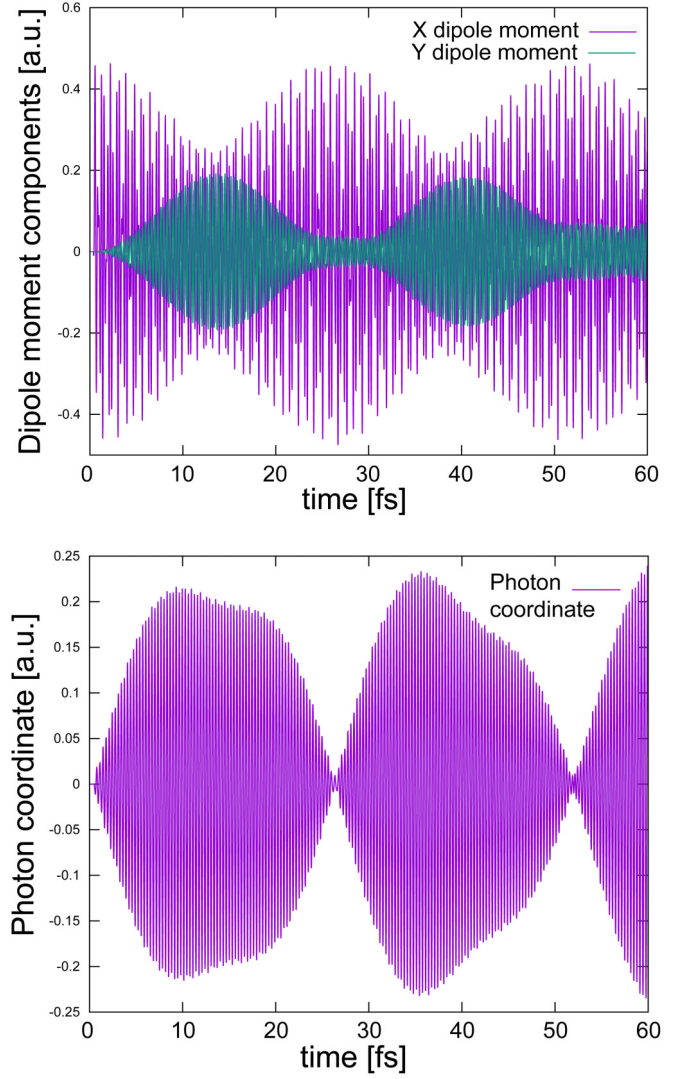 0.6
X dipole moment
Y dipole moment
0.4
0.2
0
-0.2
-0.4
Dipole moment components [a.u.]
0 10 20 30 40 50 60
time [fs]
0.25
Photon
coordinate
0.2
0.15
0.1
0.05
0
-0.05
-0.1
-0.15
-0.2
-0.25
Photon coordinate [a.u.]
0 10 20 30 40 50 60
time [fs]